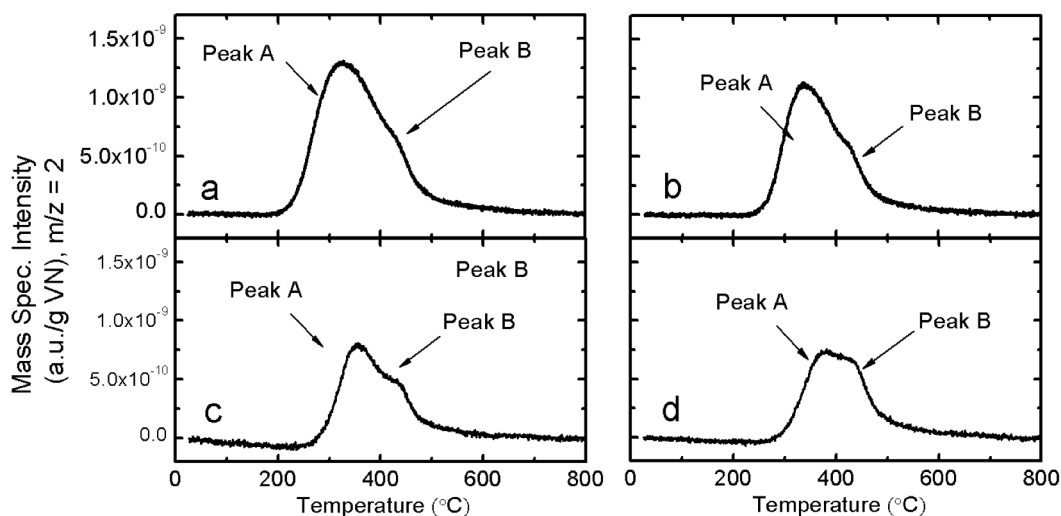 Mass Spec. Intensity
(a.u./g VN), m/z = 2
1.5x10⁻⁹
1.0x10⁻⁹
5.0x10⁻¹⁰
0.0
Peak A
Peak B
a
Peak A
Peak B
b
1.5x10⁻⁹
1.0x10⁻⁹
5.0x10⁻¹⁰
0.0
Peak B
Peak A
Peak B
c
0 200 400 600 800
Temperature (°C)
Peak A
Peak B
d
0 200 400 600 800
Temperature (°C)